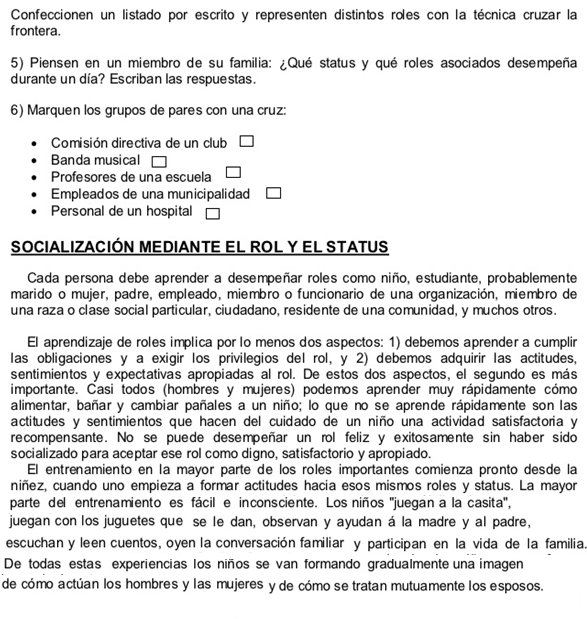 Confeccionen un listado por escrito y representen distintos roles con la técnica cruzar la
frontera.
5) Piensen en un miembro de su familia: ¿Qué status y qué roles asociados desempeña
durante un día? Escriban las respuestas.
6) Marquen los grupos de pares con una cruz:
• Comisión directiva de un club ☐
• Banda musical ☐
• Profesores de una escuela ☐
• Empleados de una municipalidad ☐
• Personal de un hospital ☐
SOCIALIZACIÓN MEDIANTE EL ROL Y EL STATUS
Cada persona debe aprender a desempeñar roles como niño, estudiante, probablemente
marido o mujer, padre, empleado, miembro o funcionario de una organización, miembro de
una raza o clase social particular, ciudadano, residente de una comunidad, y muchos otros.
El aprendizaje de roles implica por lo menos dos aspectos: 1) debemos aprender a cumplir
las obligaciones y a exigir los privilegios del rol, y 2) debemos adquirir las actitudes,
sentimientos y expectativas apropiadas al rol. De estos dos aspectos, el segundo es más
importante. Casi todos (hombres y mujeres) podemos aprender muy rápidamente cómo
alimentar, bañar y cambiar pañales a un niño; lo que no se aprende rápidamente son las
actitudes y sentimientos que hacen del cuidado de un niño una actividad satisfactoria y
recompensante. No se puede desempeñar un rol feliz y exitosamente sin haber sido
socializado para aceptar ese rol como digno, satisfactorio y apropiado.
El entrenamiento en la mayor parte de los roles importantes comienza pronto desde la
niñez, cuando uno empieza a formar actitudes hacia esos mismos roles y status. La mayor
parte del entrenamiento es fácil e inconsciente. Los niños "juegan a la casita",
juegan con los juguetes que se le dan, observan y ayudan á la madre y al padre,
escuchan y leen cuentos, oyen la conversación familiar y participan en la vida de la familia.
De todas estas experiencias los niños se van formando gradualmente una imagen
de cómo actúan los hombres y las mujeres y de cómo se tratan mutuamente los esposos.